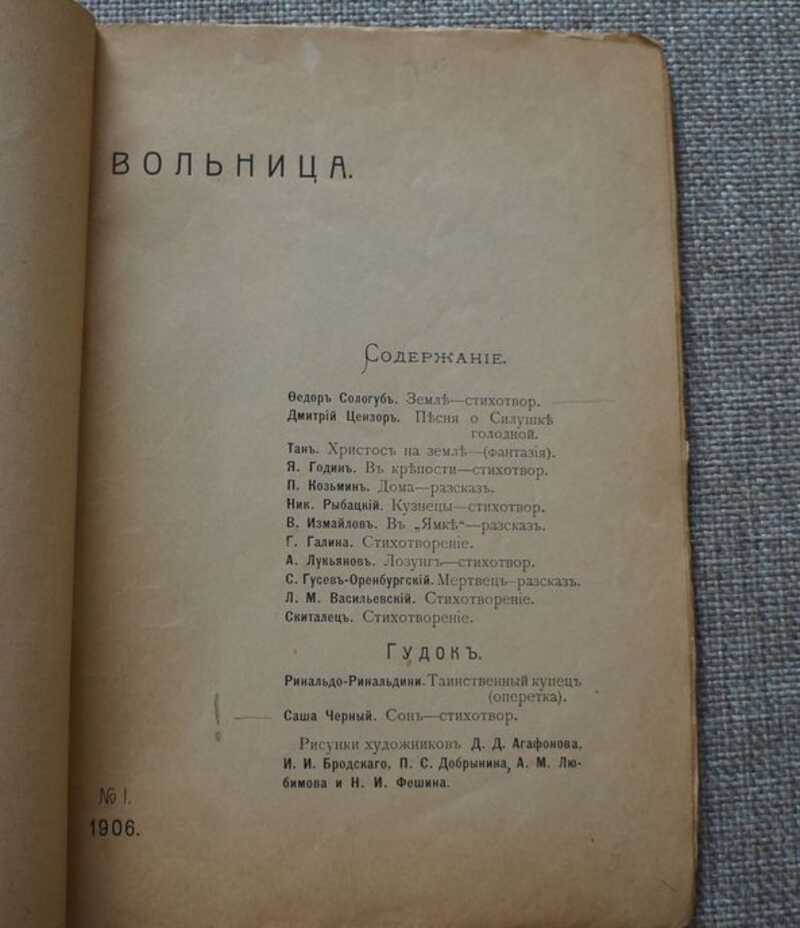 ВОЛЬНИЦА.
Содержаніе.
Ѳедоръ Сологубъ. Землѣ—стихотвор.
Дмитрій Цензоръ. Пѣсня о Силушкѣ
голодной.
Танъ. Христосъ на землѣ—(фантазія).
Я. Годинъ. Въ крѣпости—стихотвор.
П. Козьминъ. Дома—разсказъ.
Ник. Рыбацкій. Кузнецы—стихотвор.
В. Измайловъ. Въ „Ямкѣ“—разсказъ.
Г. Галина. Стихотвореніе.
А. Лукьяновъ. Лозунгъ—стихотвор.
С. Гусевъ-Оренбургскій. Мертвецъ—разсказъ.
Л. М. Васильевскій. Стихотвореніе.
Скиталецъ. Стихотвореніе.
Гудокъ.
Ринальдо-Ринальдини. Таинственный купецъ
(оперетка).
Саша Черный. Сонъ—стихотвор.
Рисунки художниковъ Д. Д. Агафонова,
И. И. Бродскаго, П. С. Добрынина, А. М. Лю-
бимова и Н. И. Фешина.
№ I.
1906.